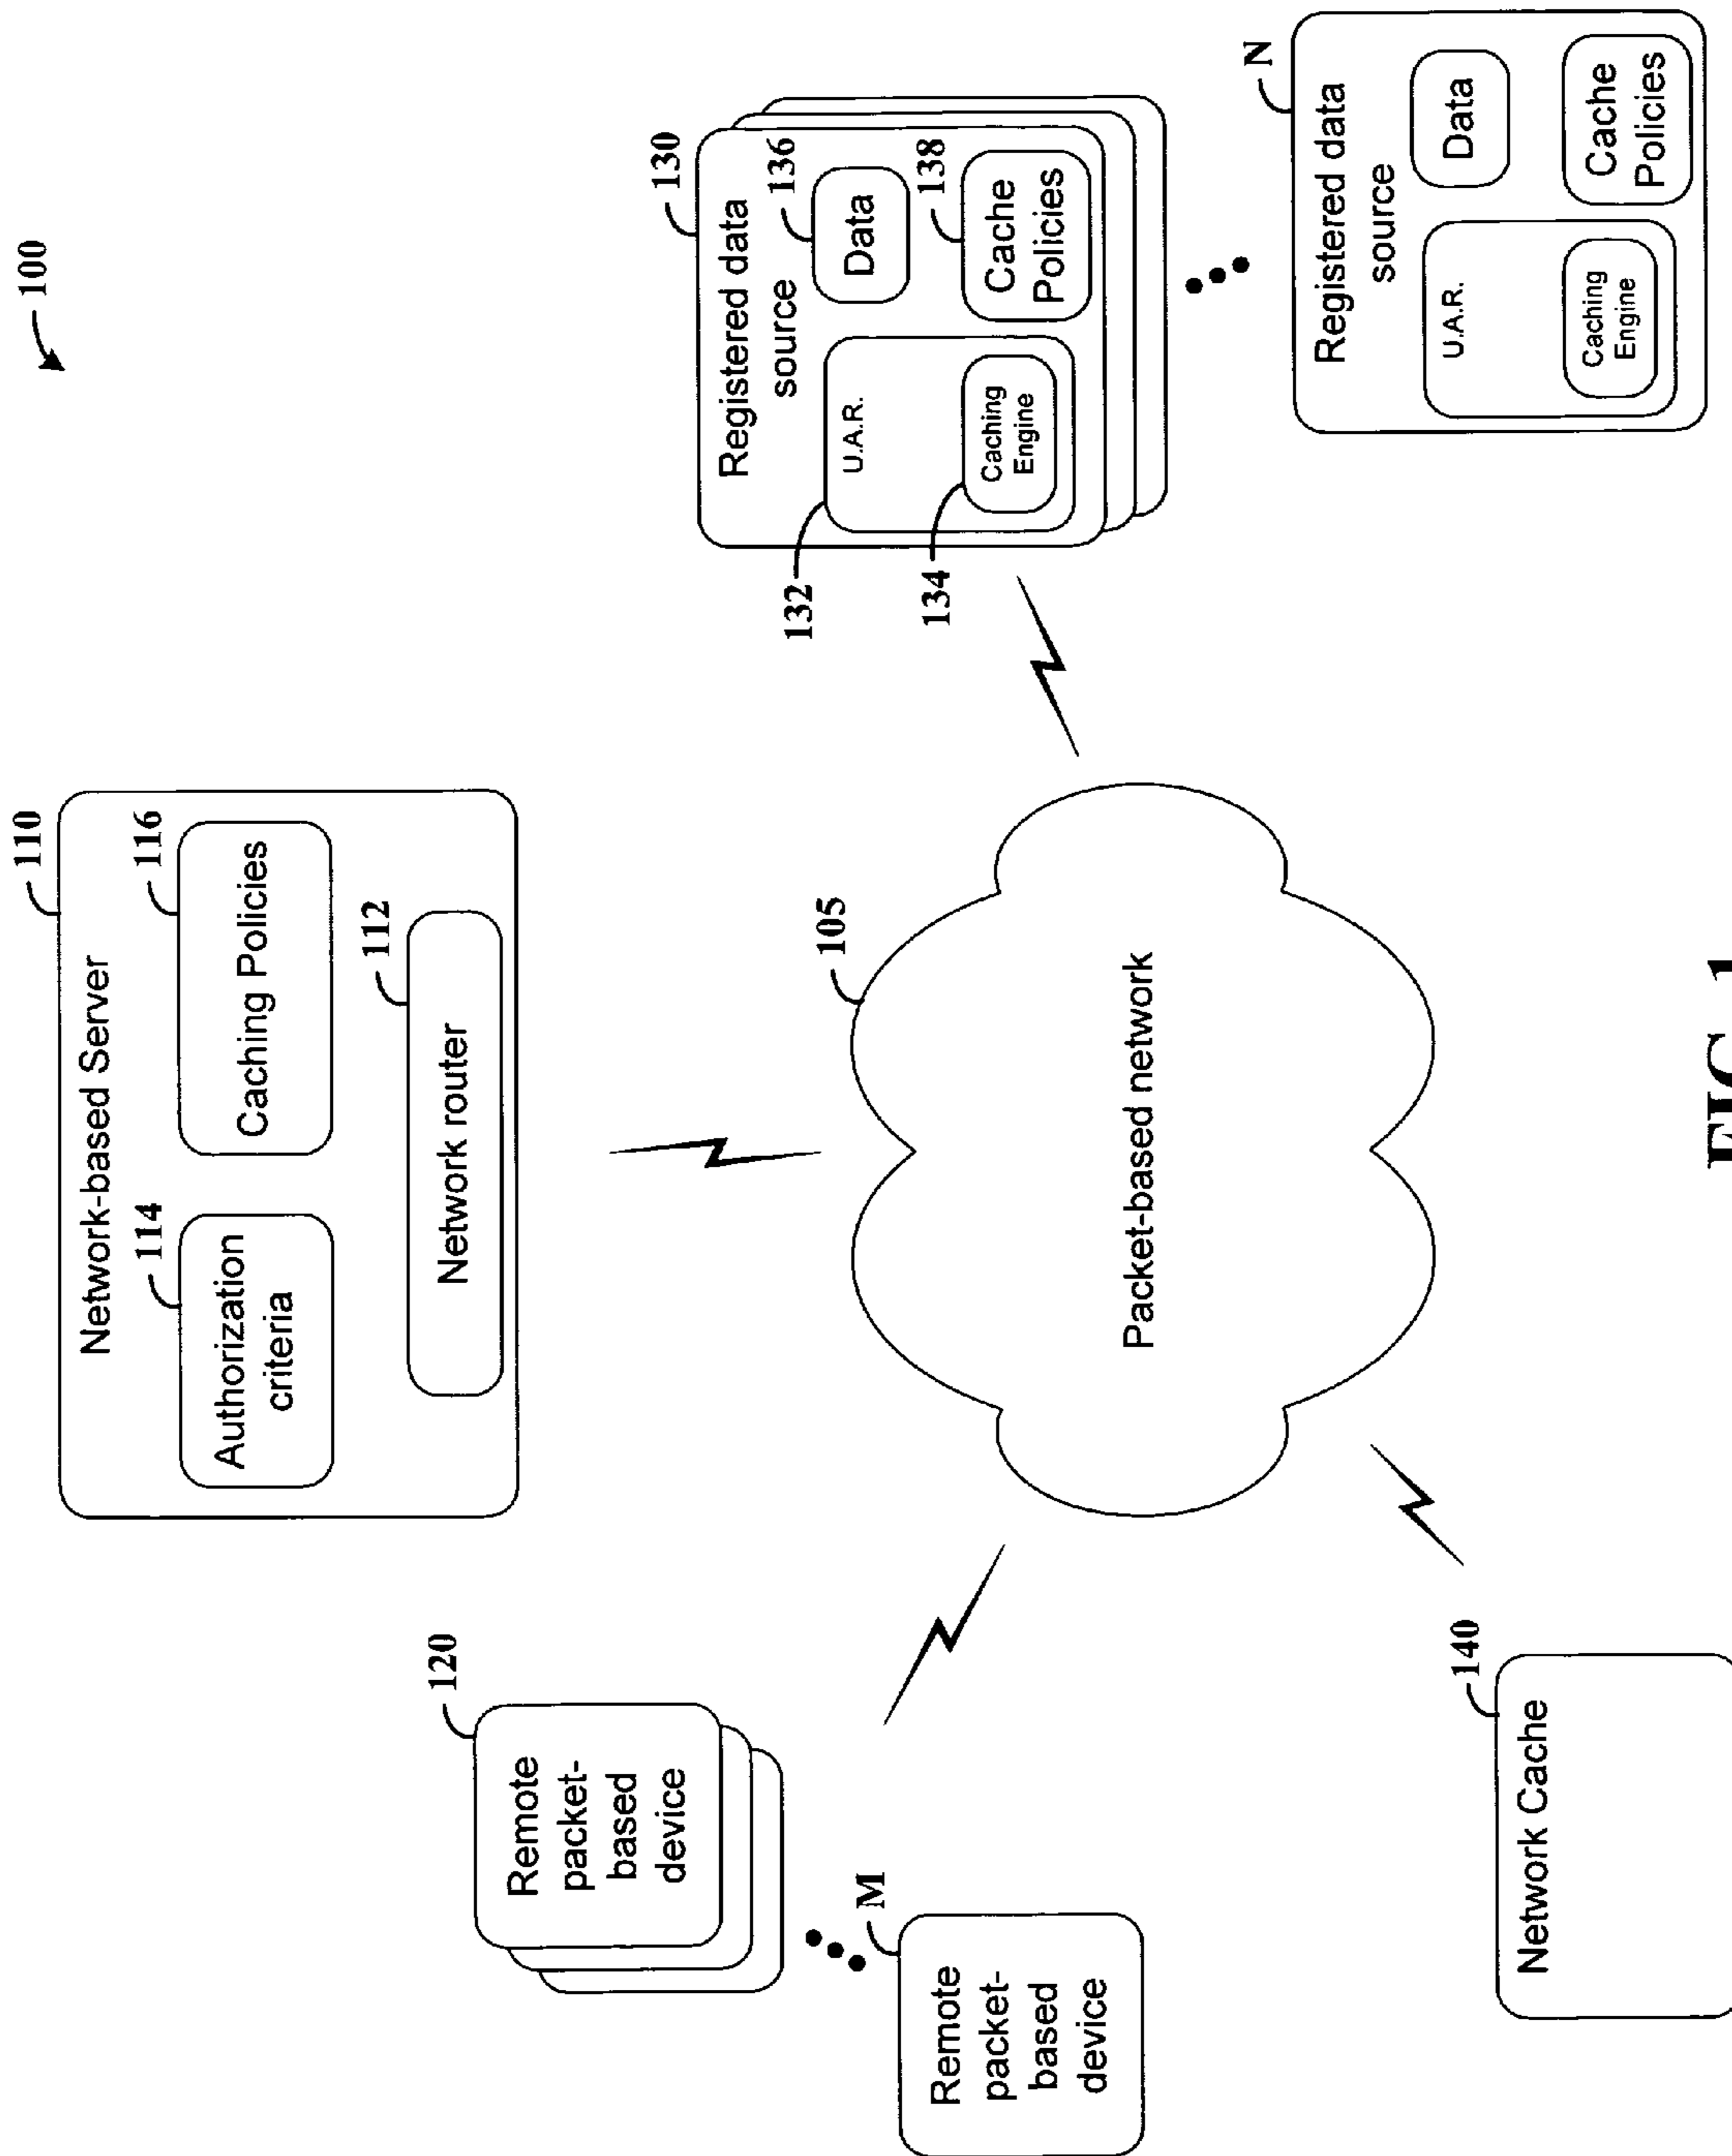 100
110
Network-based Server
114
Authorization
criteria
116
Caching Policies
112
Network router
120
Remote
packet-
based
device
M
Remote
packet-
based
device
105
Packet-based network
130
Registered data
source
132
U.A.R.
134
Caching
Engine
136
Data
138
Cache
Policies
N
Registered data
source
U.A.R.
Caching
Engine
Data
Cache
Policies
140
Network Cache
FIG. 1